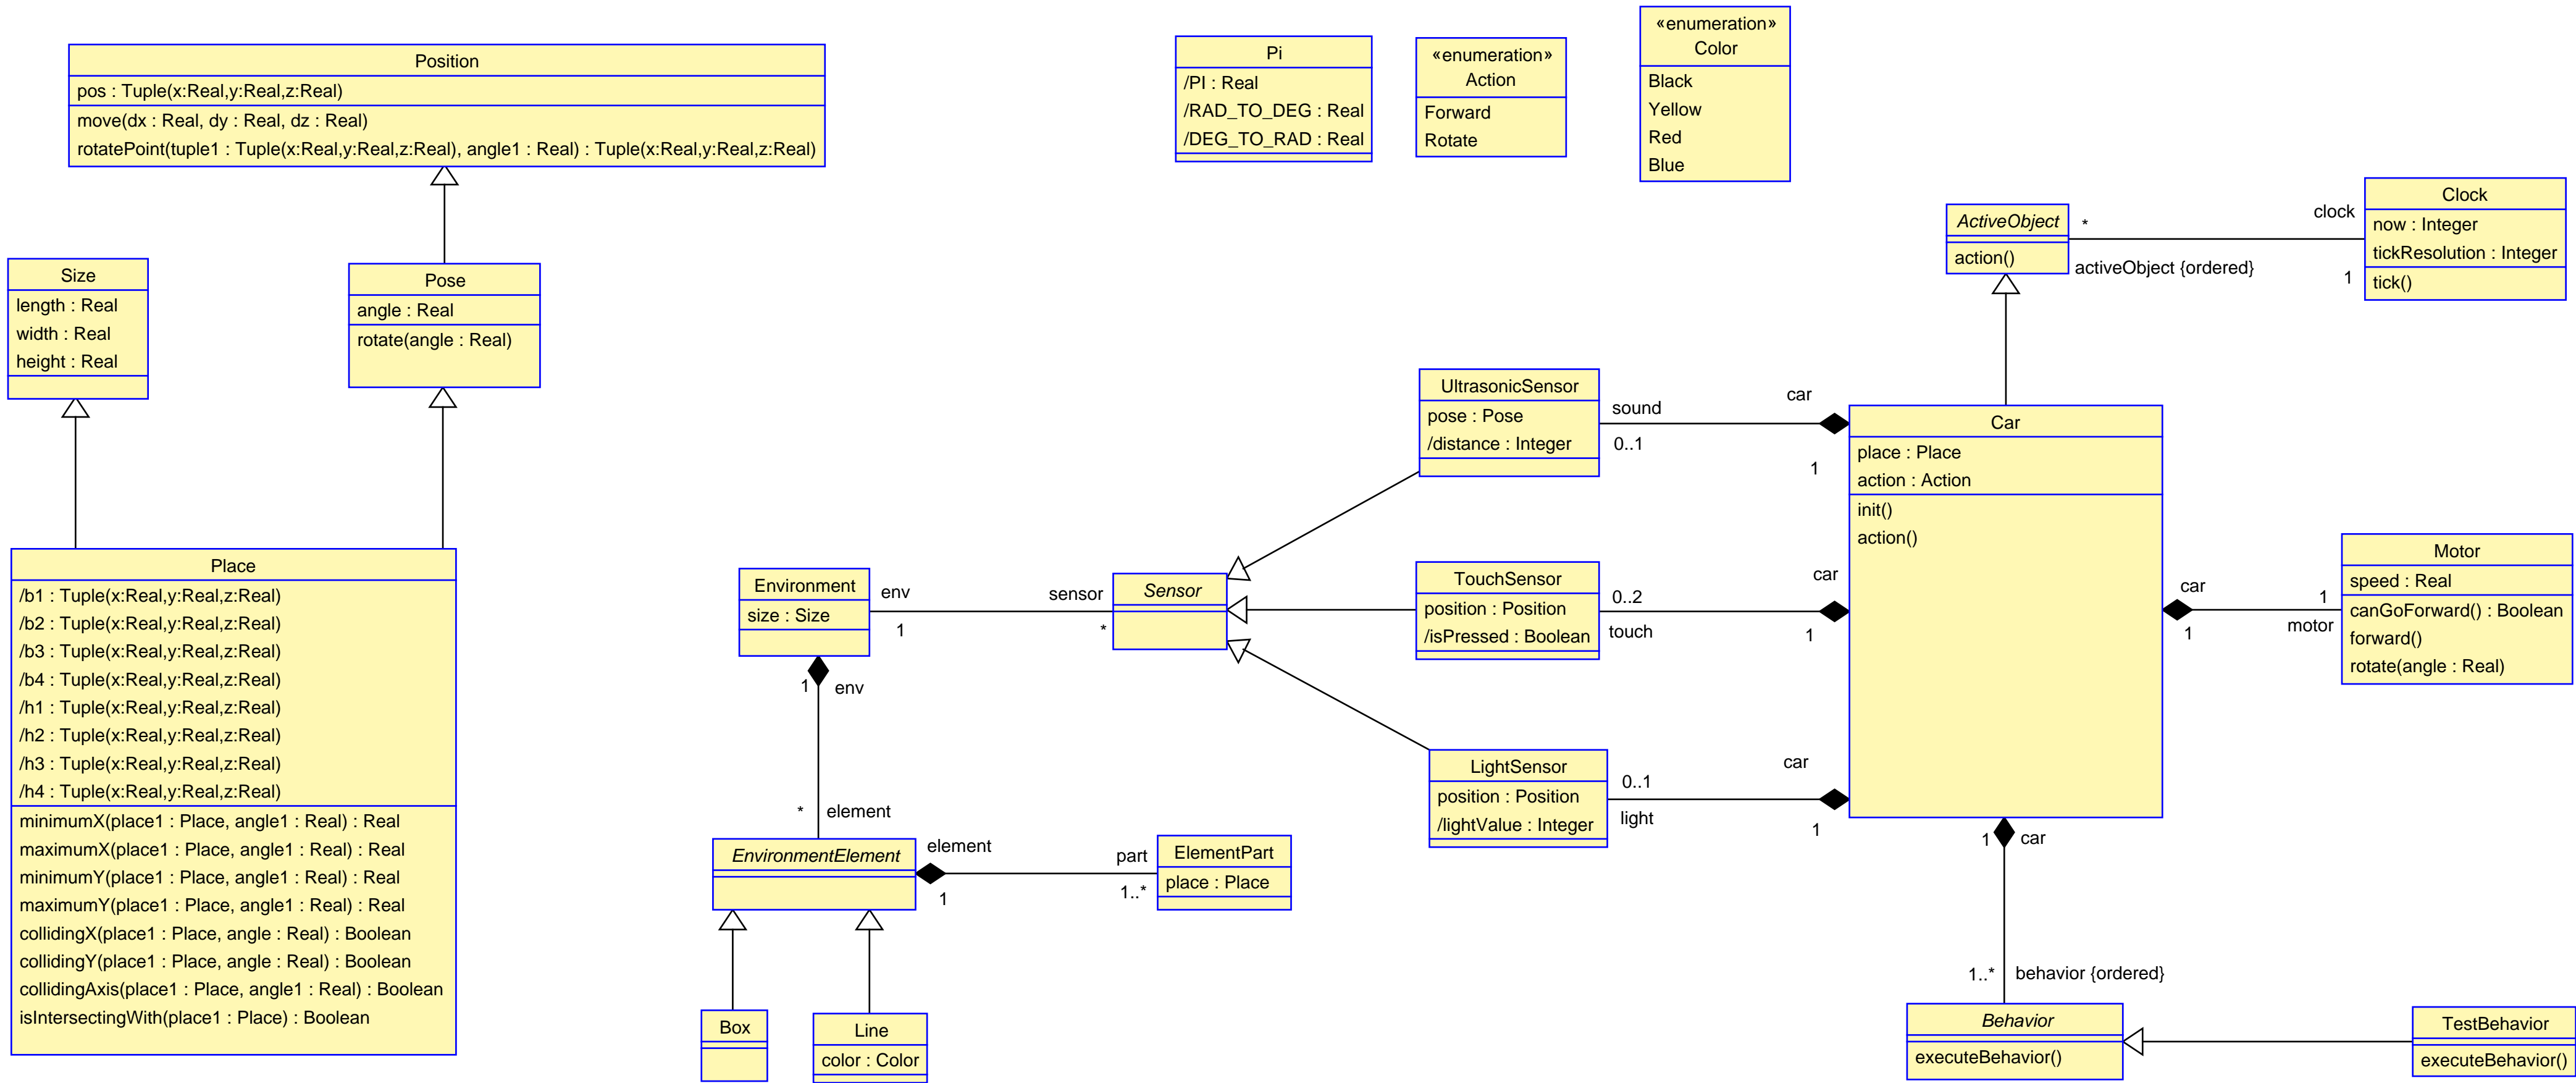 Position
pos : Tuple(x:Real,y:Real,z:Real)
move(dx : Real, dy : Real, dz : Real)
rotatePoint(tuple1 : Tuple(x:Real,y:Real,z:Real), angle1 : Real) : Tuple(x:Real,y:Real,z:Real)
Pi
/PI : Real
/RAD_TO_DEG : Real
/DEG_TO_RAD : Real
«enumeration»
Action
Forward
Rotate
«enumeration»
Color
Black
Yellow
Red
Blue
ActiveObject
action()
*
activeObject {ordered}
clock
1
Clock
now : Integer
tickResolution : Integer
tick()
Size
length : Real
width : Real
height : Real
Pose
angle : Real
rotate(angle : Real)
Place
/b1 : Tuple(x:Real,y:Real,z:Real)
/b2 : Tuple(x:Real,y:Real,z:Real)
/b3 : Tuple(x:Real,y:Real,z:Real)
/b4 : Tuple(x:Real,y:Real,z:Real)
/h1 : Tuple(x:Real,y:Real,z:Real)
/h2 : Tuple(x:Real,y:Real,z:Real)
/h3 : Tuple(x:Real,y:Real,z:Real)
/h4 : Tuple(x:Real,y:Real,z:Real)
minimumX(place1 : Place, angle1 : Real) : Real
maximumX(place1 : Place, angle1 : Real) : Real
minimumY(place1 : Place, angle1 : Real) : Real
maximumY(place1 : Place, angle1 : Real) : Real
collidingX(place1 : Place, angle : Real) : Boolean
collidingY(place1 : Place, angle : Real) : Boolean
collidingAxis(place1 : Place, angle1 : Real) : Boolean
isIntersectingWith(place1 : Place) : Boolean
UltrasonicSensor
pose : Pose
/distance : Integer
sound
0..1
car
1
Car
place : Place
action : Action
init()
action()
Environment
size : Size
env
1
sensor
*
Sensor
TouchSensor
position : Position
/isPressed : Boolean
0..2
touch
car
1
car
1
1
motor
Motor
speed : Real
canGoForward() : Boolean
forward()
rotate(angle : Real)
1
env
*
element
LightSensor
position : Position
/lightValue : Integer
0..1
light
car
1
EnvironmentElement
element
1
part
1..*
ElementPart
place : Place
Box
Line
color : Color
1
car
1..*
behavior {ordered}
Behavior
executeBehavior()
TestBehavior
executeBehavior()